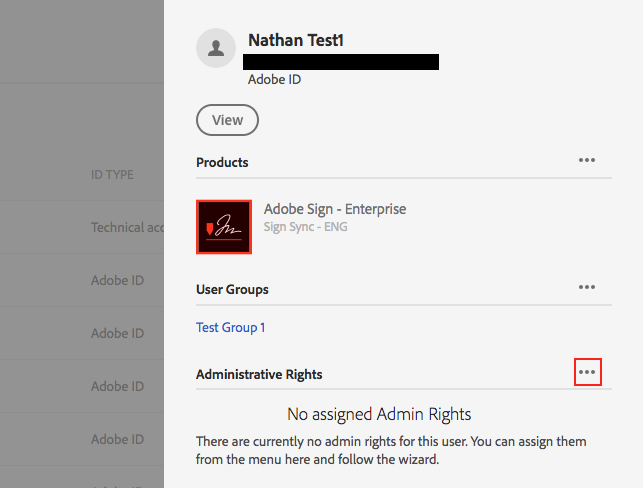 Nathan Test1
Adobe ID
View
ID TYPE
Products
Technical acc
Adobe Sign - Enterprise
Sign Sync - ENG
Adobe ID
User Groups
Adobe ID
Test Group 1
Adobe ID
Administrative Rights
No assigned Admin Rights
Adobe ID
There are currently no admin rights for this user. You can assign them
from the menu here and follow the wizard.